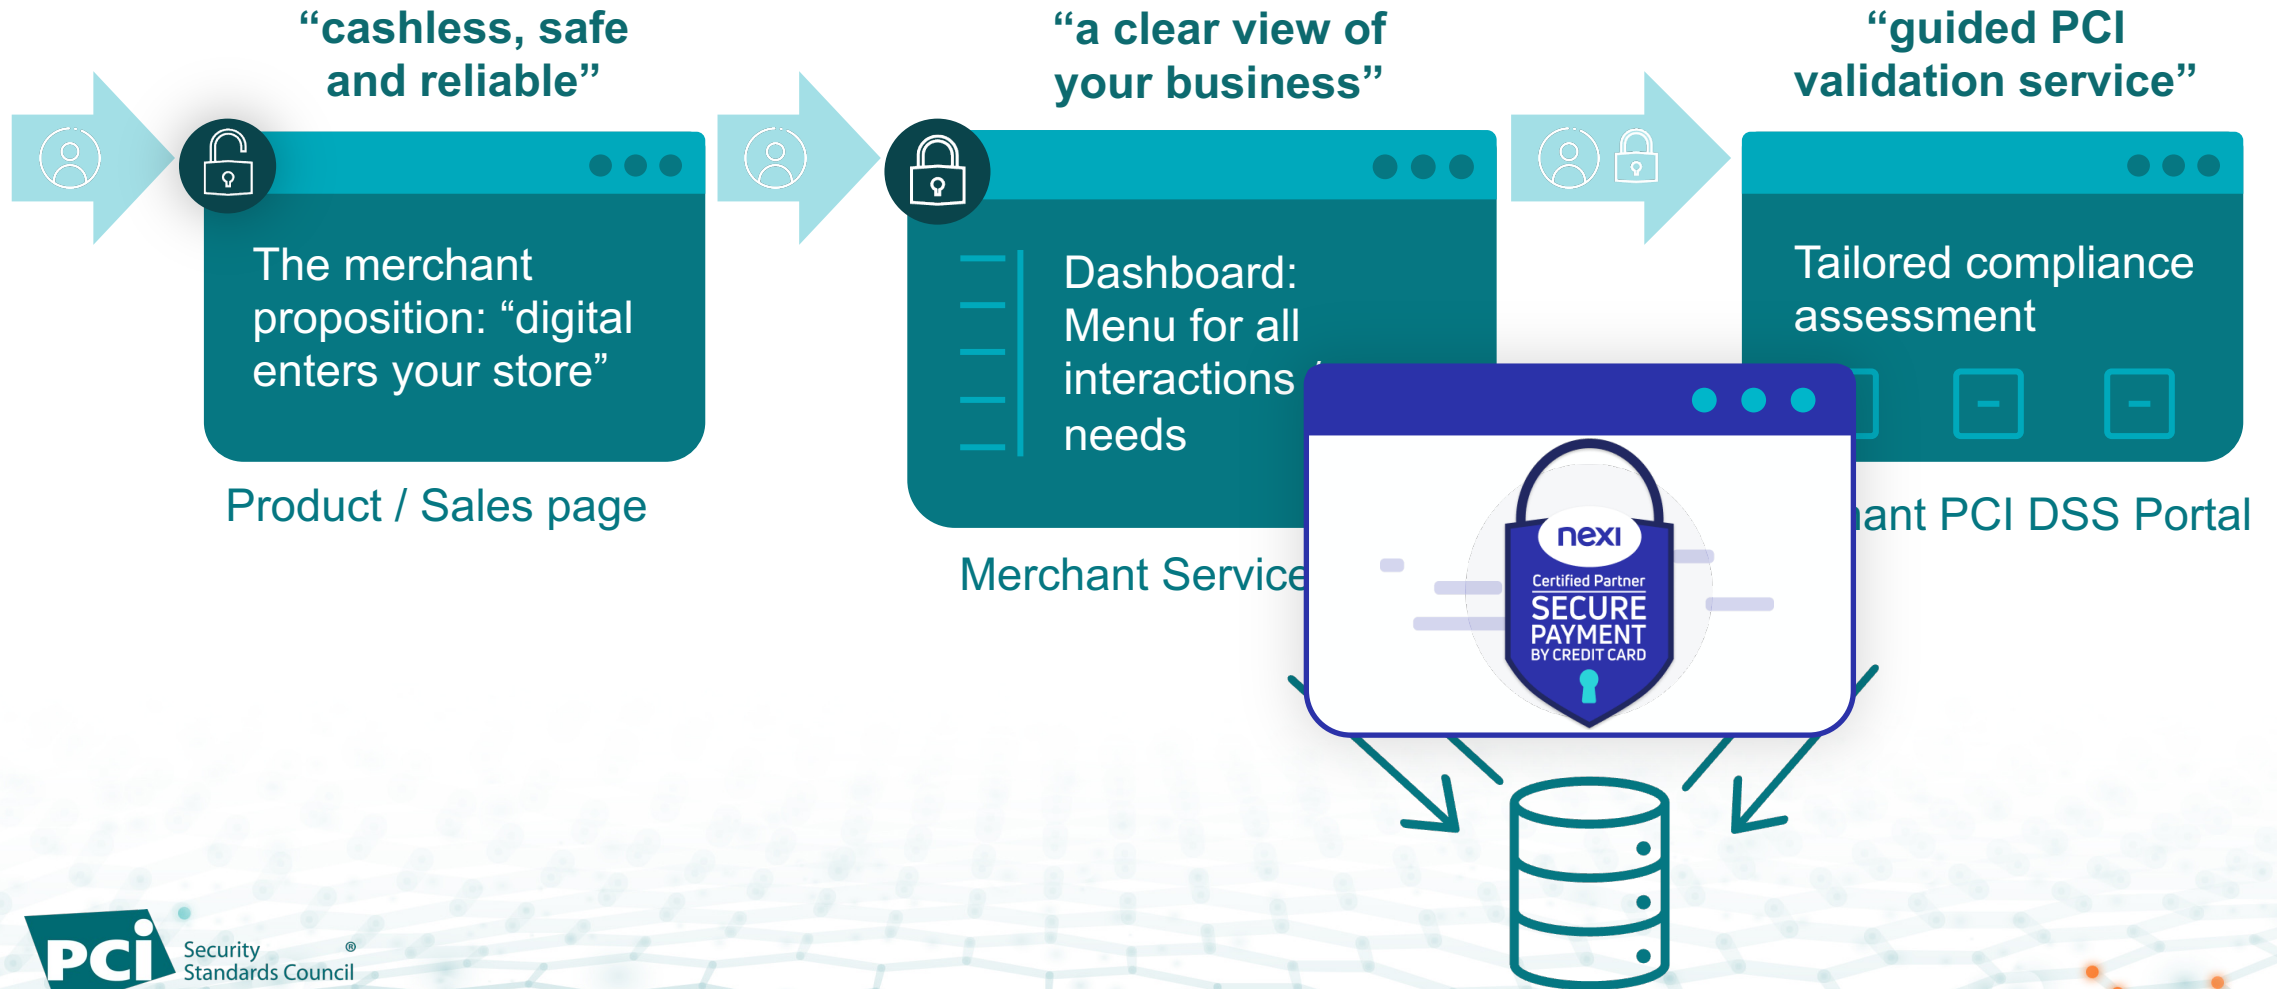 “cashless, safe
and reliable”
“a clear view of
your business”
“guided PCI
validation service”
The merchant
proposition: “digital
enters your store”
Product / Sales page
Dashboard:
Menu for all
interactions
needs
Merchant Service
Tailored compliance
assessment
PCI DSS Portal
nexi
Certified Partner
SECURE
PAYMENT
BY CREDIT CARD
PCi
Security ®
Standards Council